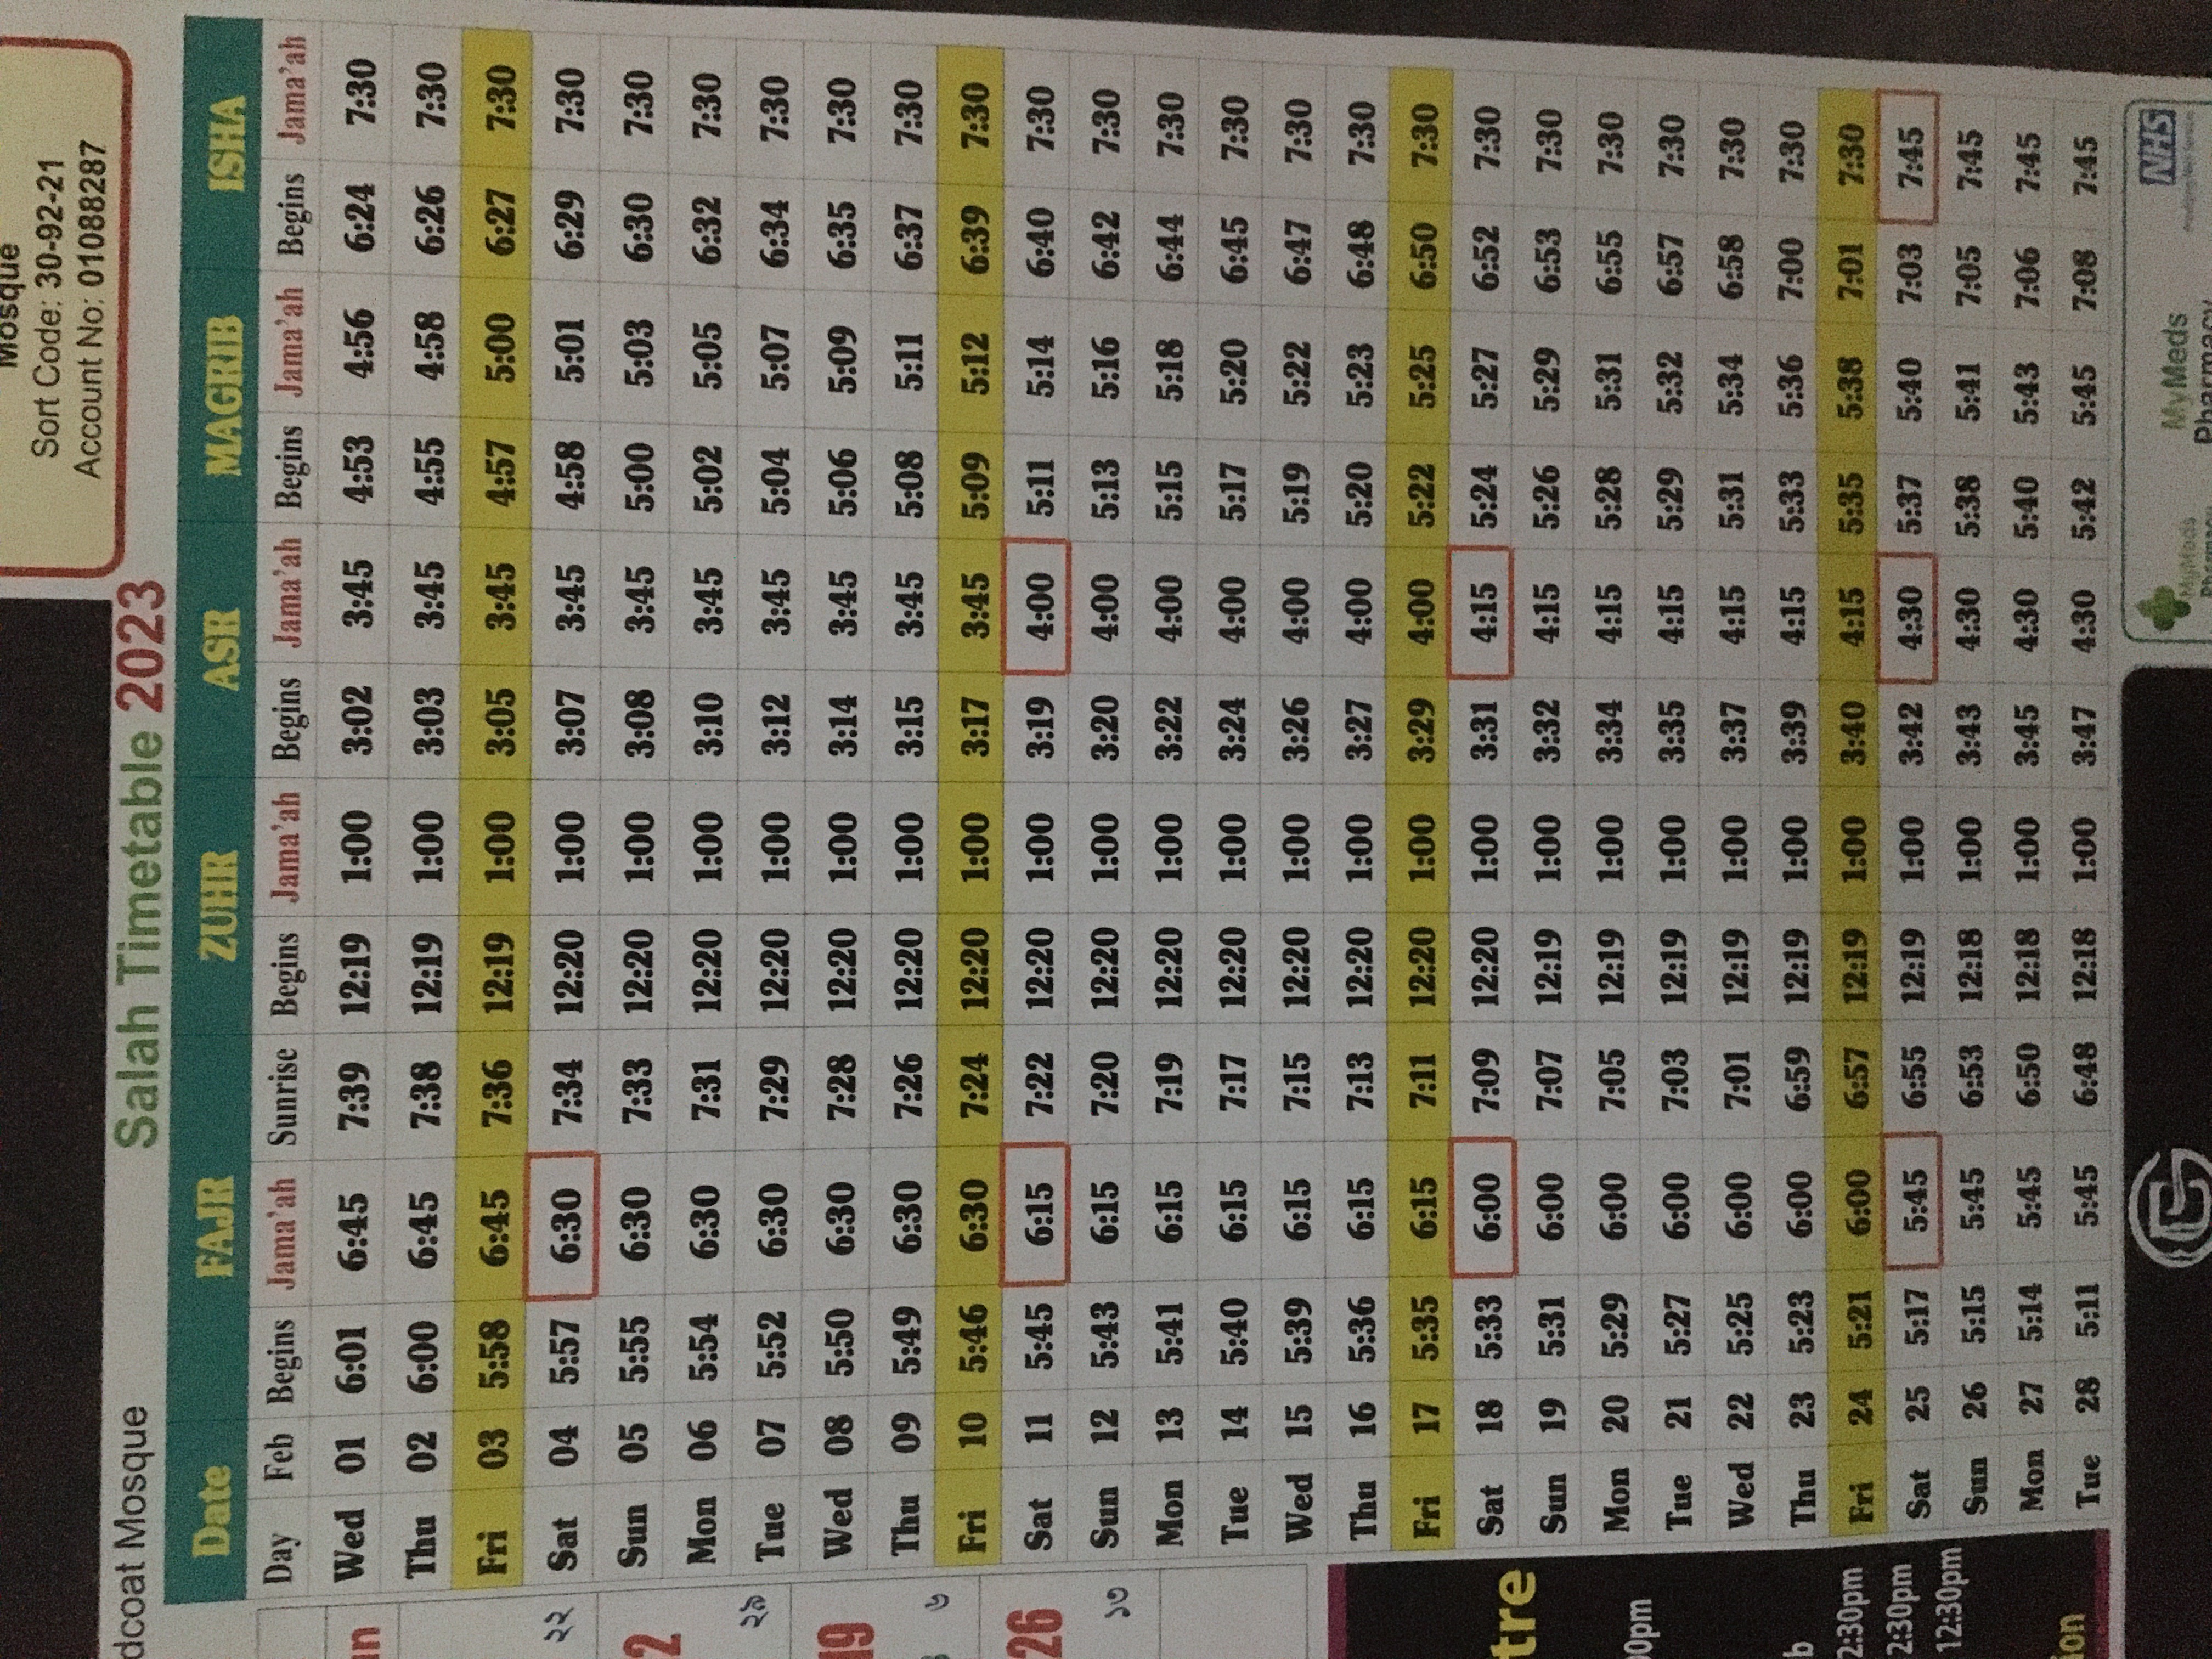 Mosque
Sort Code: 30-92-21
Account No: 01088287
dcoat Mosque
Salah Timetable 2023
Date FAJR ZUHR ASR MAGRIB ISHA
Day Feb Begins Jama'ah Sunrise Begins Jama'ah Begins Jama'ah Begins Jama'ah Begins Jama'ah
Wed 01 6:01 6:45 7:39 12:19 1:00 3:02 3:45 4:53 4:56 6:24 7:30
Thu 02 6:00 6:45 7:38 12:19 1:00 3:03 3:45 4:55 4:58 6:26 7:30
Fri 03 5:58 6:45 7:36 12:19 1:00 3:05 3:45 4:57 5:00 6:27 7:30
Sat 04 5:57 6:30 7:34 12:20 1:00 3:07 3:45 4:58 5:01 6:29 7:30
Sun 05 5:55 6:30 7:33 12:20 1:00 3:08 3:45 5:00 5:03 6:30 7:30
Mon 06 5:54 6:30 7:31 12:20 1:00 3:10 3:45 5:02 5:05 6:32 7:30
Tue 07 5:52 6:30 7:29 12:20 1:00 3:12 3:45 5:04 5:07 6:34 7:30
Wed 08 5:50 6:30 7:28 12:20 1:00 3:14 3:45 5:06 5:09 6:35 7:30
Thu 09 5:49 6:30 7:26 12:20 1:00 3:15 3:45 5:08 5:11 6:37 7:30
Fri 10 5:46 6:30 7:24 12:20 1:00 3:17 3:45 5:09 5:12 6:39 7:30
Sat 11 5:45 6:15 7:22 12:20 1:00 3:19 4:00 5:11 5:14 6:40 7:30
Sun 12 5:43 6:15 7:20 12:20 1:00 3:20 4:00 5:13 5:16 6:42 7:30
Mon 13 5:41 6:15 7:19 12:20 1:00 3:22 4:00 5:15 5:18 6:44 7:30
Tue 14 5:40 6:15 7:17 12:20 1:00 3:24 4:00 5:17 5:20 6:45 7:30
Wed 15 5:39 6:15 7:15 12:20 1:00 3:26 4:00 5:19 5:22 6:47 7:30
Thu 16 5:36 6:15 7:13 12:20 1:00 3:27 4:00 5:20 5:23 6:48 7:30
Fri 17 5:35 6:15 7:11 12:20 1:00 3:29 4:00 5:22 5:25 6:50 7:30
Sat 18 5:33 6:00 7:09 12:20 1:00 3:31 4:15 5:24 5:27 6:52 7:30
Sun 19 5:31 6:00 7:07 12:19 1:00 3:32 4:15 5:26 5:29 6:53 7:30
Mon 20 5:29 6:00 7:05 12:19 1:00 3:34 4:15 5:28 5:31 6:55 7:30
Tue 21 5:27 6:00 7:03 12:19 1:00 3:35 4:15 5:29 5:32 6:57 7:30
Wed 22 5:25 6:00 7:01 12:19 1:00 3:37 4:15 5:31 5:34 6:58 7:30
Thu 23 5:23 6:00 6:59 12:19 1:00 3:39 4:15 5:33 5:36 7:00 7:30
Fri 24 5:21 6:00 6:57 12:19 1:00 3:40 4:15 5:35 5:38 7:01 7:30
Sat 25 5:17 5:45 6:55 12:19 1:00 3:42 4:30 5:37 5:40 7:03 7:45
Sun 26 5:15 5:45 6:53 12:18 1:00 3:43 4:30 5:38 5:41 7:05 7:45
Mon 27 5:14 5:45 6:50 12:18 1:00 3:45 4:30 5:40 5:43 7:06 7:45
Tue 28 5:11 5:45 6:48 12:18 1:00 3:47 4:30 5:42 5:45 7:08 7:45
২২
2
২৯
19
৬
26
১৩
tre
00pm
b
2:30pm
2:30pm
12:30pm
ion
MyMeds
Pharmacy
MyMeds
Pharmacy
NHS